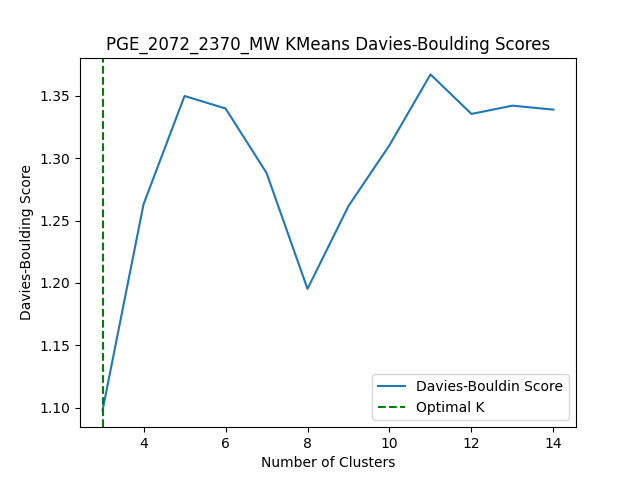 PGE_2072_2370_MW KMeans Davies-Boulding Scores
Davies-Boulding Score
1.35
1.30
1.25
1.20
1.15
1.10
4
6
8
10
12
14
Number of Clusters
Davies-Bouldin Score
Optimal K